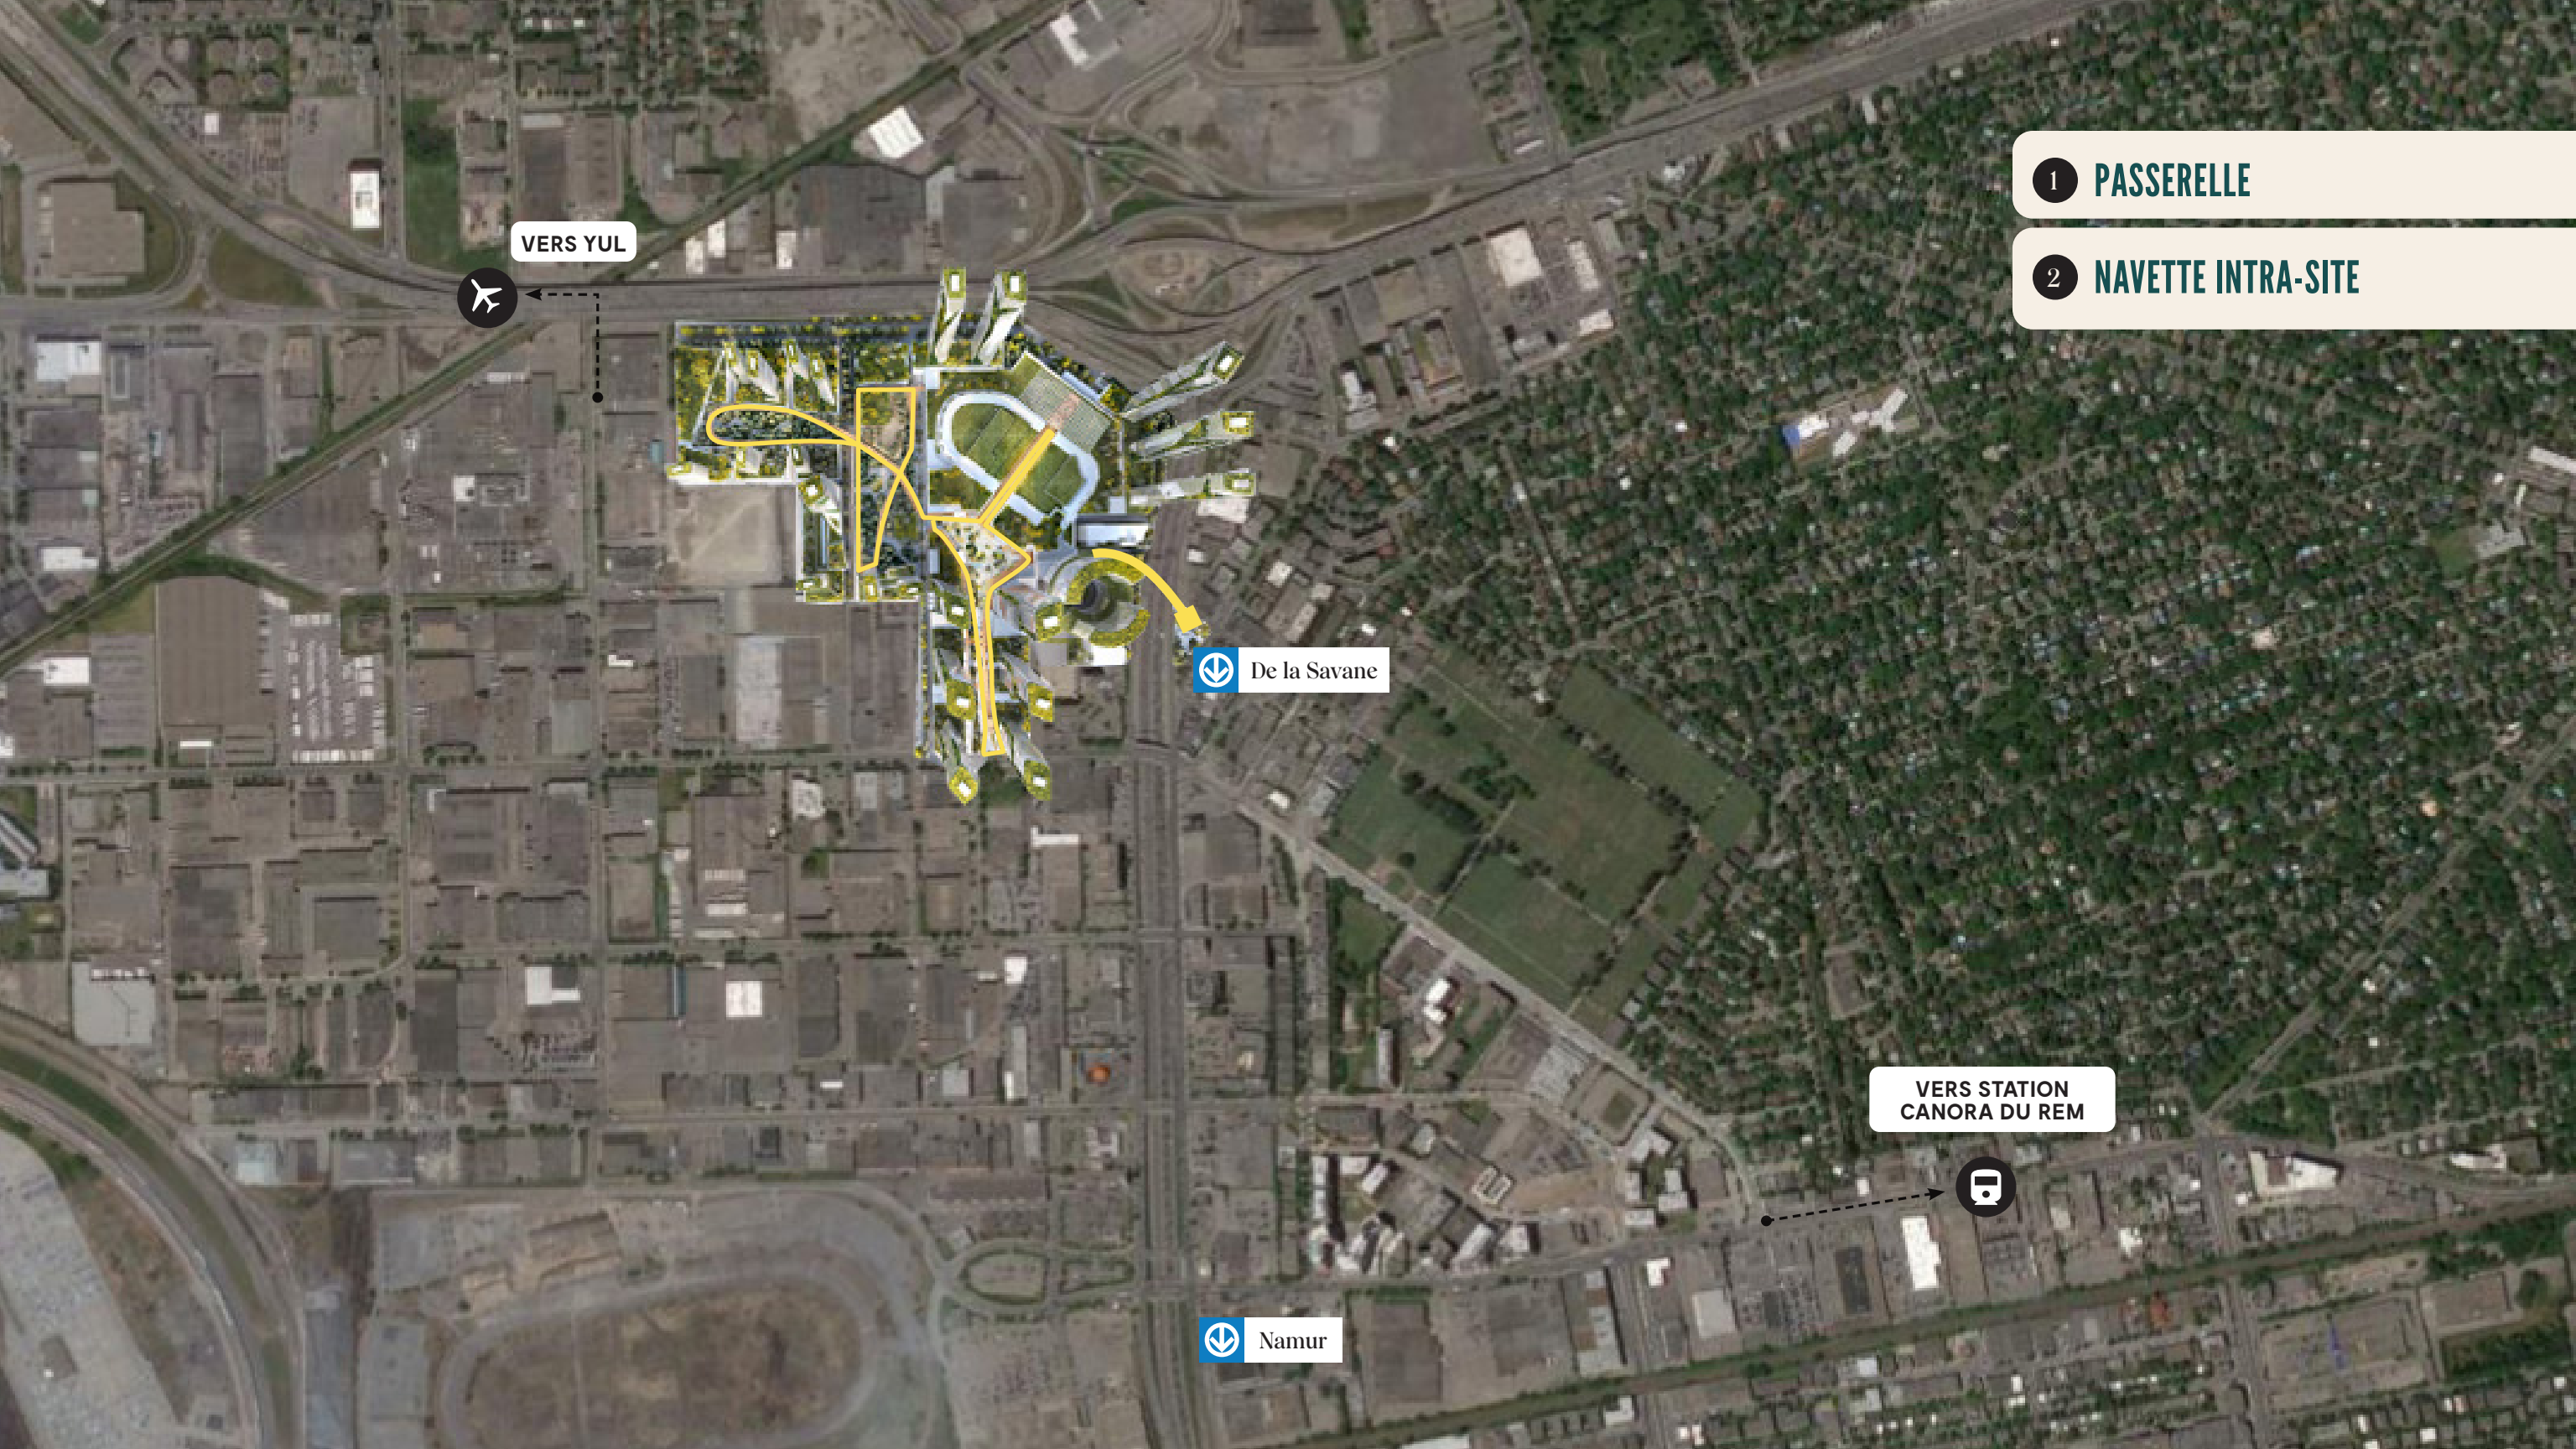 1 PASSERELLE
2 NAVETTE INTRA-SITE
VERS YUL
De la Savane
VERS STATION
CANORA DU REM
Namur